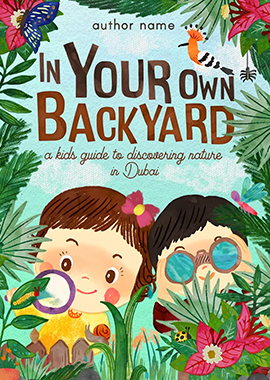 author name
IN YOUR OWN
BACKYARD
a kids guide to discovering nature
in Dubai